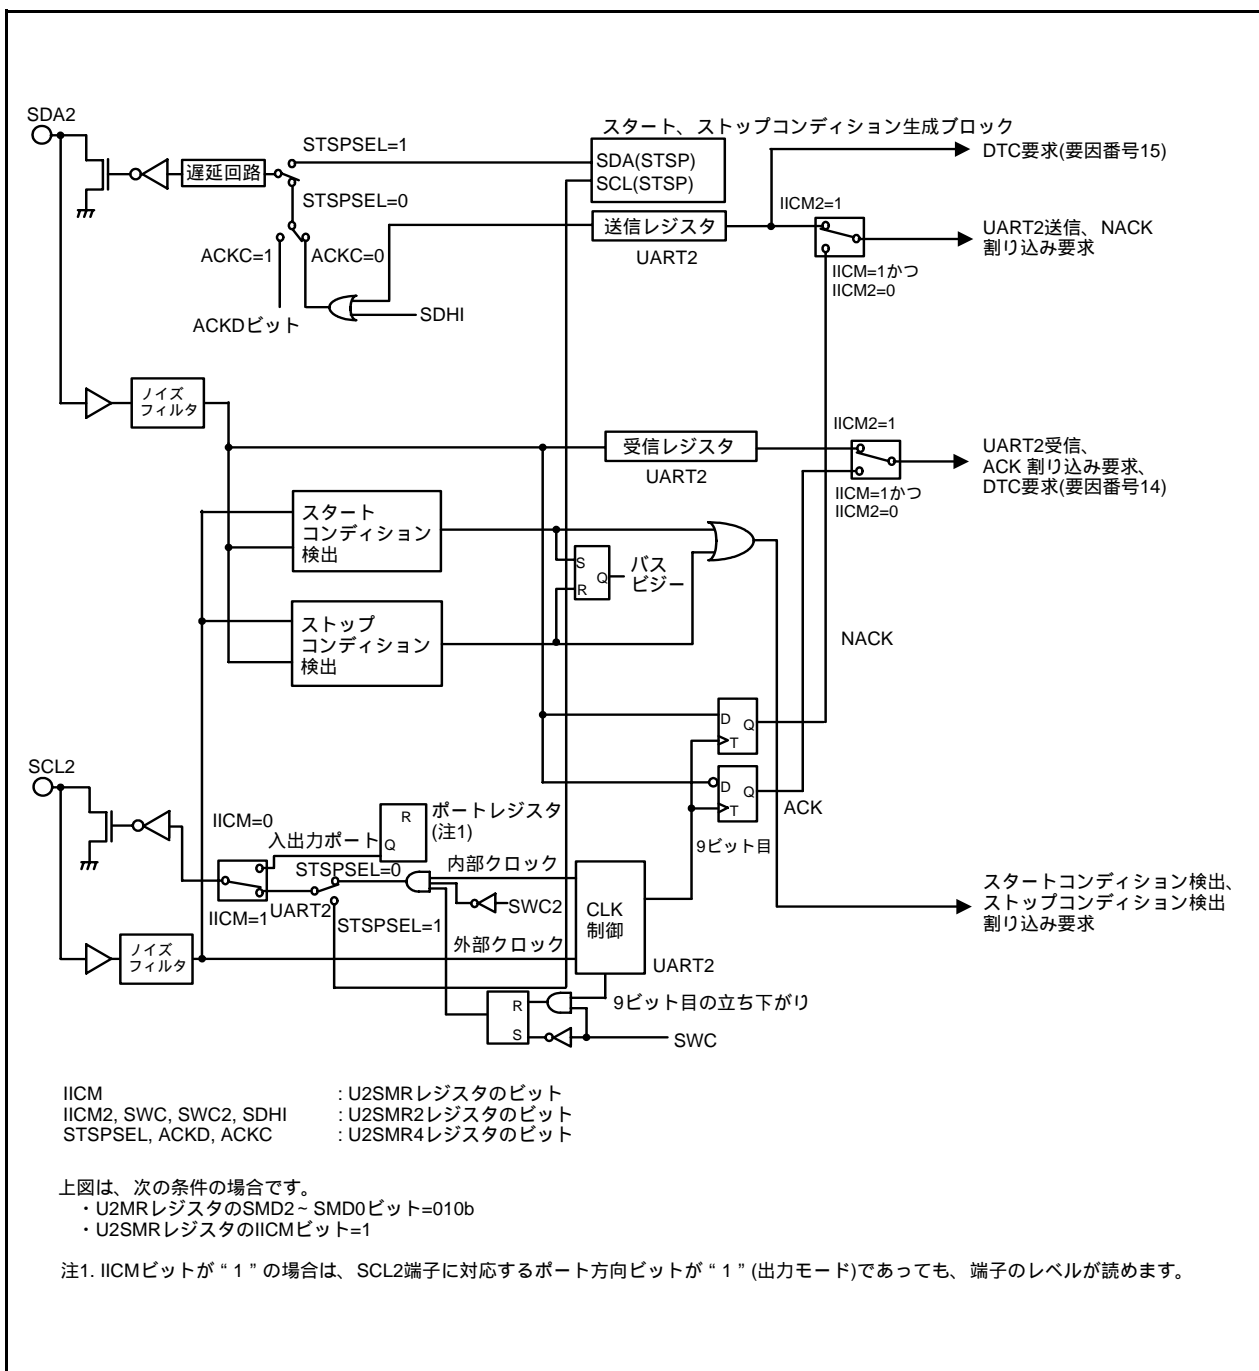 SDA2
STSPSEL=1
遅延回路
STSPSEL=0
ACKC=1
ACKC=0
ACKDビット
SDHI
スタート、ストップコンディション生成ブロック
SDA(STSP)
SCL(STSP)
送信レジスタ
UART2
DTC要求(要因番号15)
IICM2=1
UART2送信、NACK
割り込み要求
IICM=1かつ
IICM2=0
ノイズ
フィルタ
受信レジスタ
UART2
IICM2=1
UART2受信、
ACK 割り込み要求、
DTC要求(要因番号14)
IICM=1かつ
IICM2=0
スタート
コンディション
検出
S
R
Q
バス
ビジー
ストップ
コンディション
検出
NACK
D
Q
T
D
Q
T
ACK
9ビット目
SCL2
IICM=0
入出力ポート
R
Q
ポートレジスタ
(注1)
STSPSEL=0
IICM=1
UART2
STSPSEL=1
内部クロック
SWC2
外部クロック
CLK
制御
UART2
ノイズ
フィルタ
R
S
9ビット目の立ち下がり
SWC
スタートコンディション検出、
ストップコンディション検出
割り込み要求
IICM : U2SMRレジスタのビット
IICM2, SWC, SWC2, SDHI : U2SMR2レジスタのビット
STSPSEL, ACKD, ACKC : U2SMR4レジスタのビット
上図は、次の条件の場合です。
・U2MRレジスタのSMD2~SMD0ビット=010b
・U2SMRレジスタのIICMビット=1
注1. IICMビットが“1”の場合は、SCL2端子に対応するポート方向ビットが“1”(出力モード)であっても、端子のレベルが読めます。